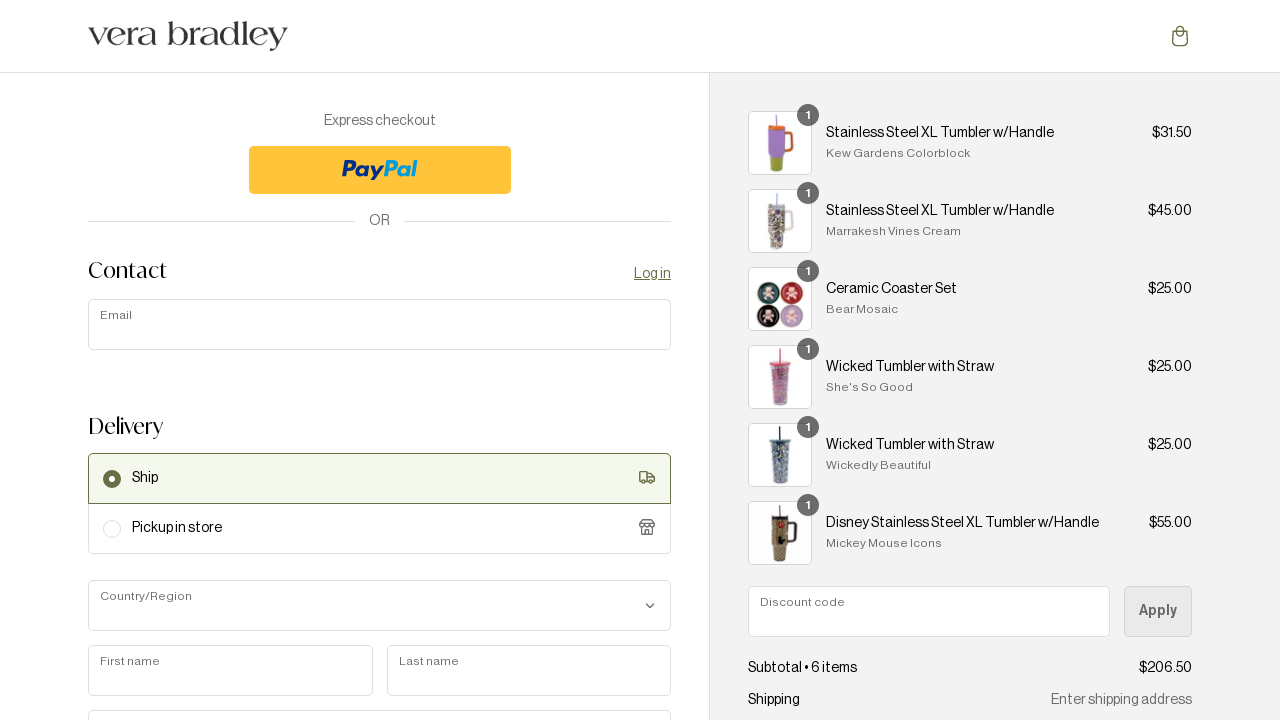 vera bradley
Express checkout
PayPal
OR
Contact
Log in
Email
Delivery
Ship
Pickup in store
Country/Region
First name
Last name
1
Stainless Steel XL Tumbler w/Handle
$31.50
Kew Gardens Colorblock
1
Stainless Steel XL Tumbler w/Handle
$45.00
Marrakesh Vines Cream
1
Ceramic Coaster Set
$25.00
Bear Mosaic
1
Wicked Tumbler with Straw
$25.00
She's So Good
1
Wicked Tumbler with Straw
$25.00
Wickedly Beautiful
1
Disney Stainless Steel XL Tumbler w/Handle
$55.00
Mickey Mouse Icons
Discount code
Apply
Subtotal • 6 items
$206.50
Shipping
Enter shipping address